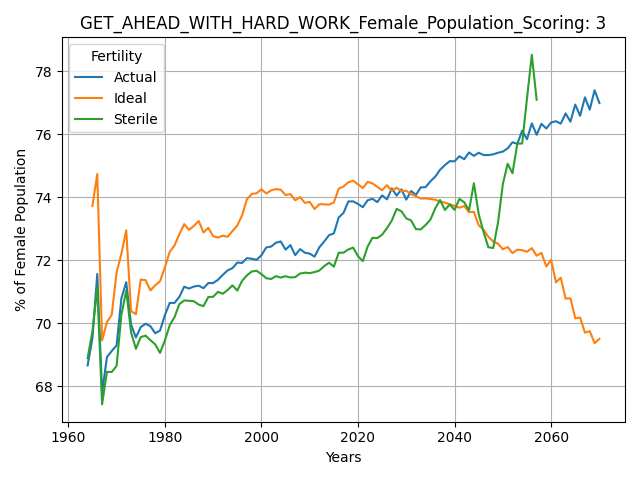 GET_AHEAD_WITH_HARD_WORK_Female_Population_Scoring: 3
Fertility
Actual
Ideal
Sterile
% of Female Population
78
76
74
72
70
68
1960
1980
2000
2020
2040
2060
Years